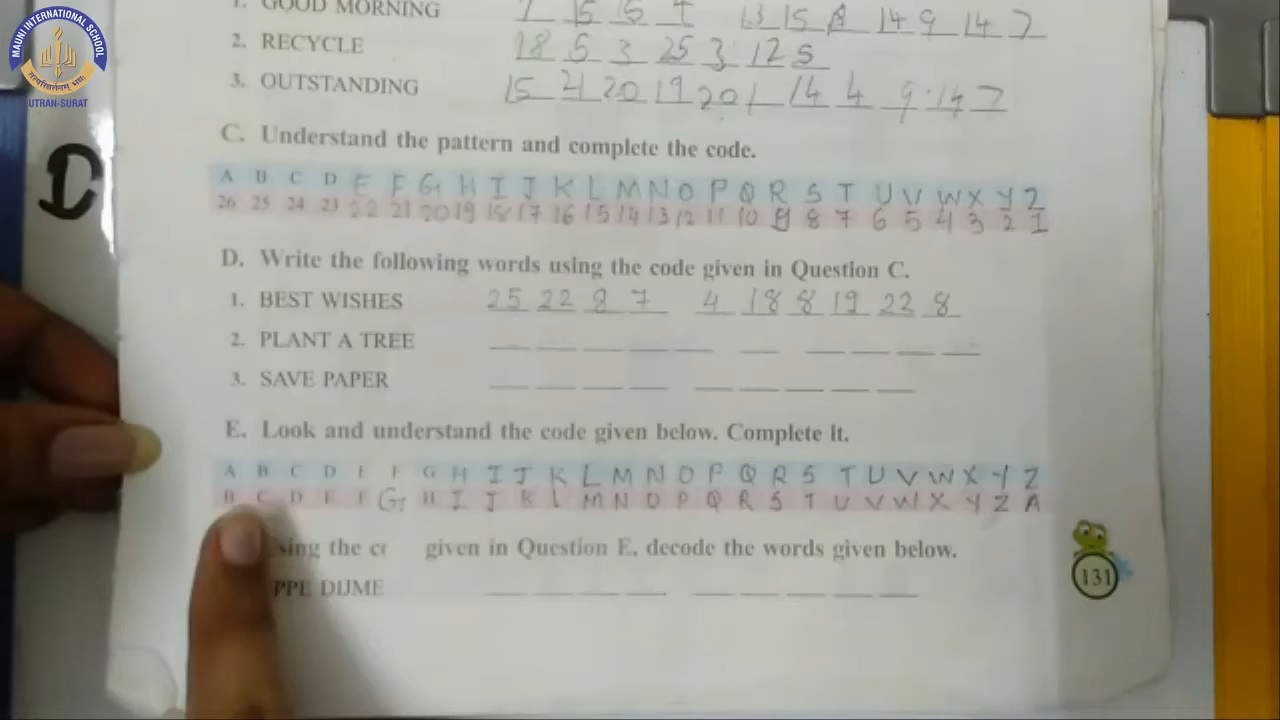 MAUNI INTERNATIONAL SCHOOL
UTRAN-SURAT
D
1. GOOD MORNING 7 15 15 4 13 15 14 9 14 7
2. RECYCLE 18 5 3 25 3 12 5
3. OUTSTANDING 15 21 20 19 20 1 14 4 9 14 7
C. Understand the pattern and complete the code.
A B C D E F G H I J K L M N O P Q R S T U V W X Y Z
26 25 24 23 22 21 20 19 18 17 16 15 14 13 12 11 10 9 8 7 6 5 4 3 2 1
D. Write the following words using the code given in Question C.
1. BEST WISHES 25 22 8 7 4 18 8 19 22 8
2. PLANT A TREE
3. SAVE PAPER
E. Look and understand the code given below. Complete it.
A B C D E F G H I J K L M N O P Q R S T U V W X Y Z
B C D E F G H I J K L M N O P Q R S T U V W X Y Z A
given in Question E, decode the words given below.
DUME
131